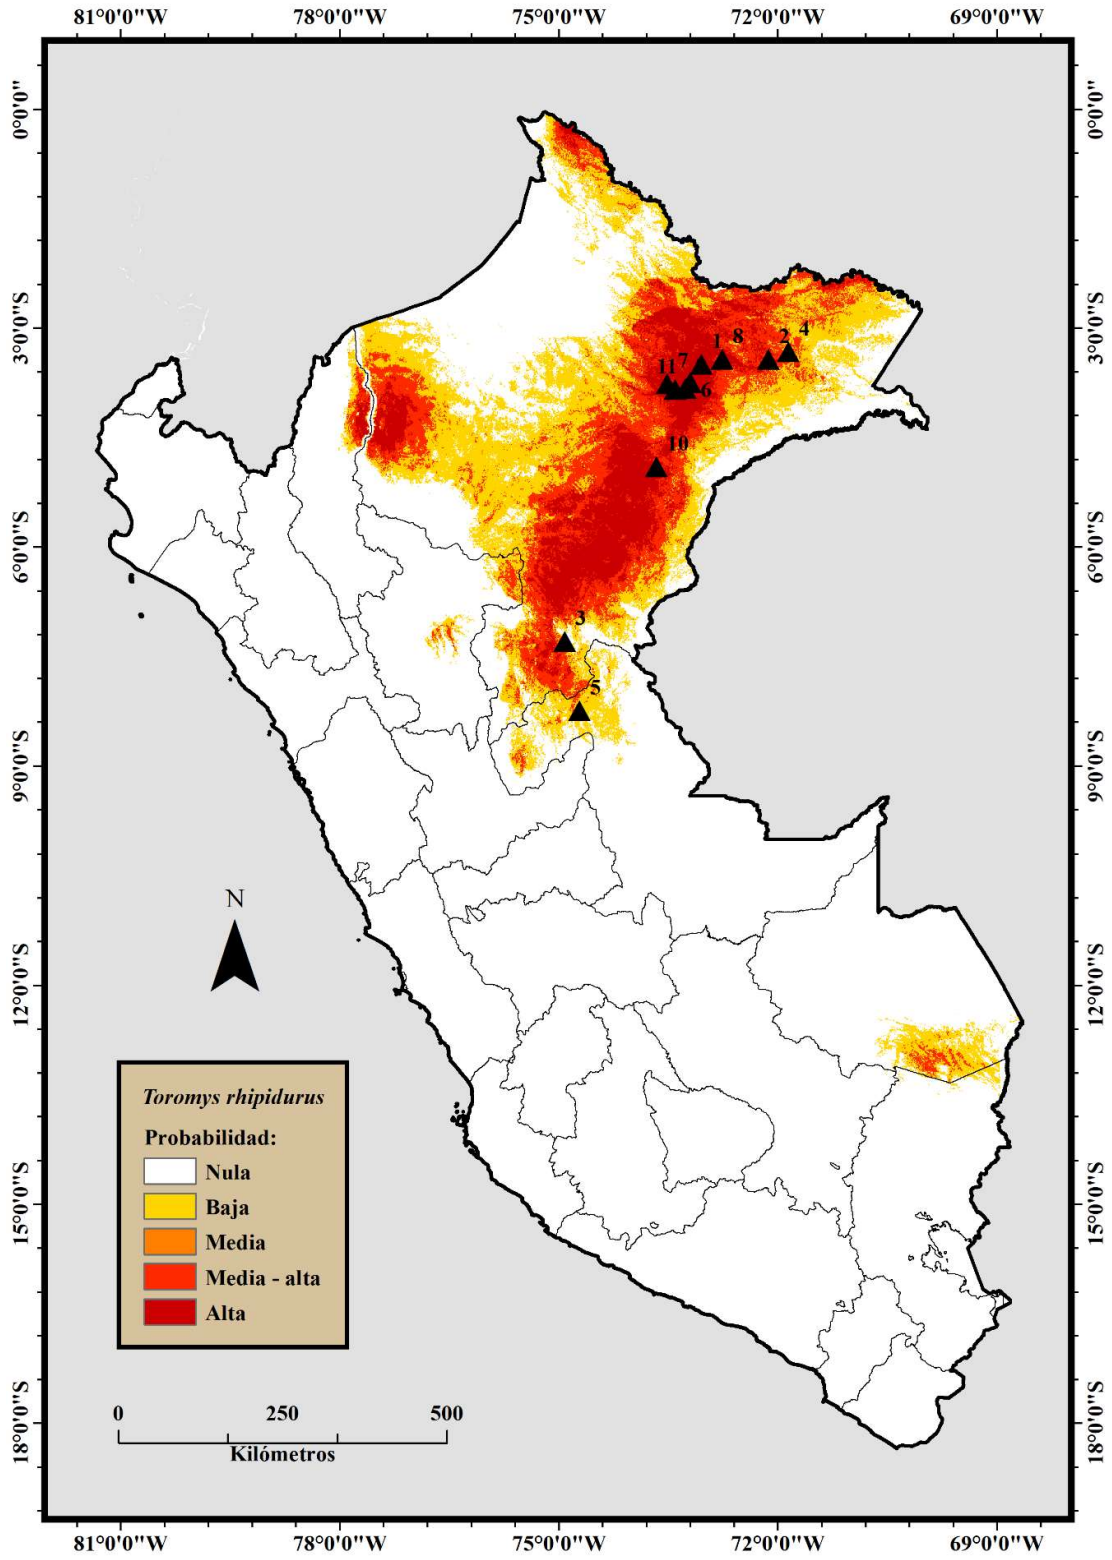 81°0'0"W 78°0'0"W 75°0'0"W 72°0'0"W 69°0'0"W
0°0'0"
3°0'0"S
6°0'0"S
9°0'0"S
12°0'0"S
15°0'0"S
18°0'0"S
0°0'0"
3°0'0"S
6°0'0"S
9°0'0"S
12°0'0"S
15°0'0"S
18°0'0"S
1 8 2 4
11 7
6
10
3
5
N
Toromys rhipidurus
Probabilidad:
Nula
Baja
Media
Media - alta
Alta
0 250 500
Kilómetros
81°0'0"W 78°0'0"W 75°0'0"W 72°0'0"W 69°0'0"W